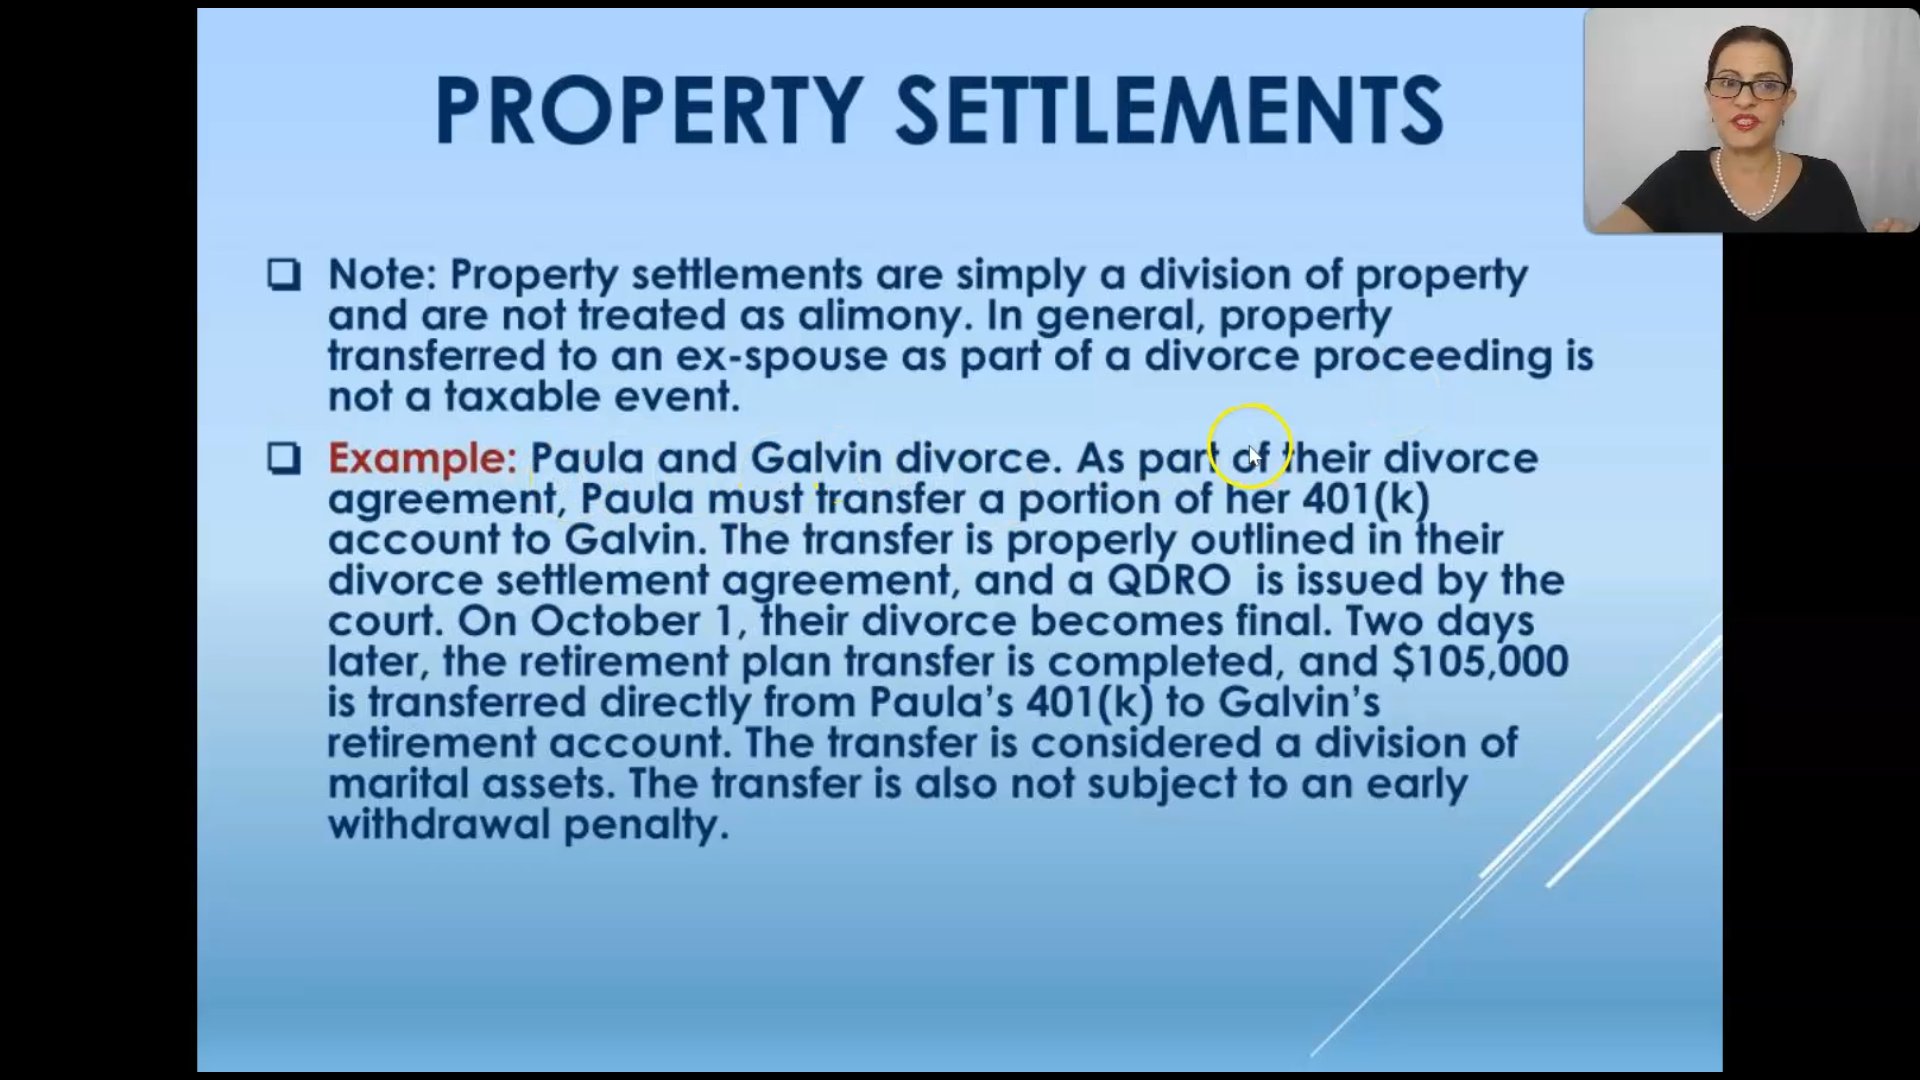 PROPERTY SETTLEMENTS
Note: Property settlements are simply a division of property
and are not treated as alimony. In general, property
transferred to an ex-spouse as part of a divorce proceeding is
not a taxable event.
Example: Paula and Galvin divorce. As part of their divorce
agreement, Paula must transfer a portion of her 401(k)
account to Galvin. The transfer is properly outlined in their
divorce settlement agreement, and a QDRO is issued by the
court. On October 1, their divorce becomes final. Two days
later, the retirement plan transfer is completed, and $105,000
is transferred directly from Paula’s 401(k) to Galvin’s
retirement account. The transfer is considered a division of
marital assets. The transfer is also not subject to an early
withdrawal penalty.